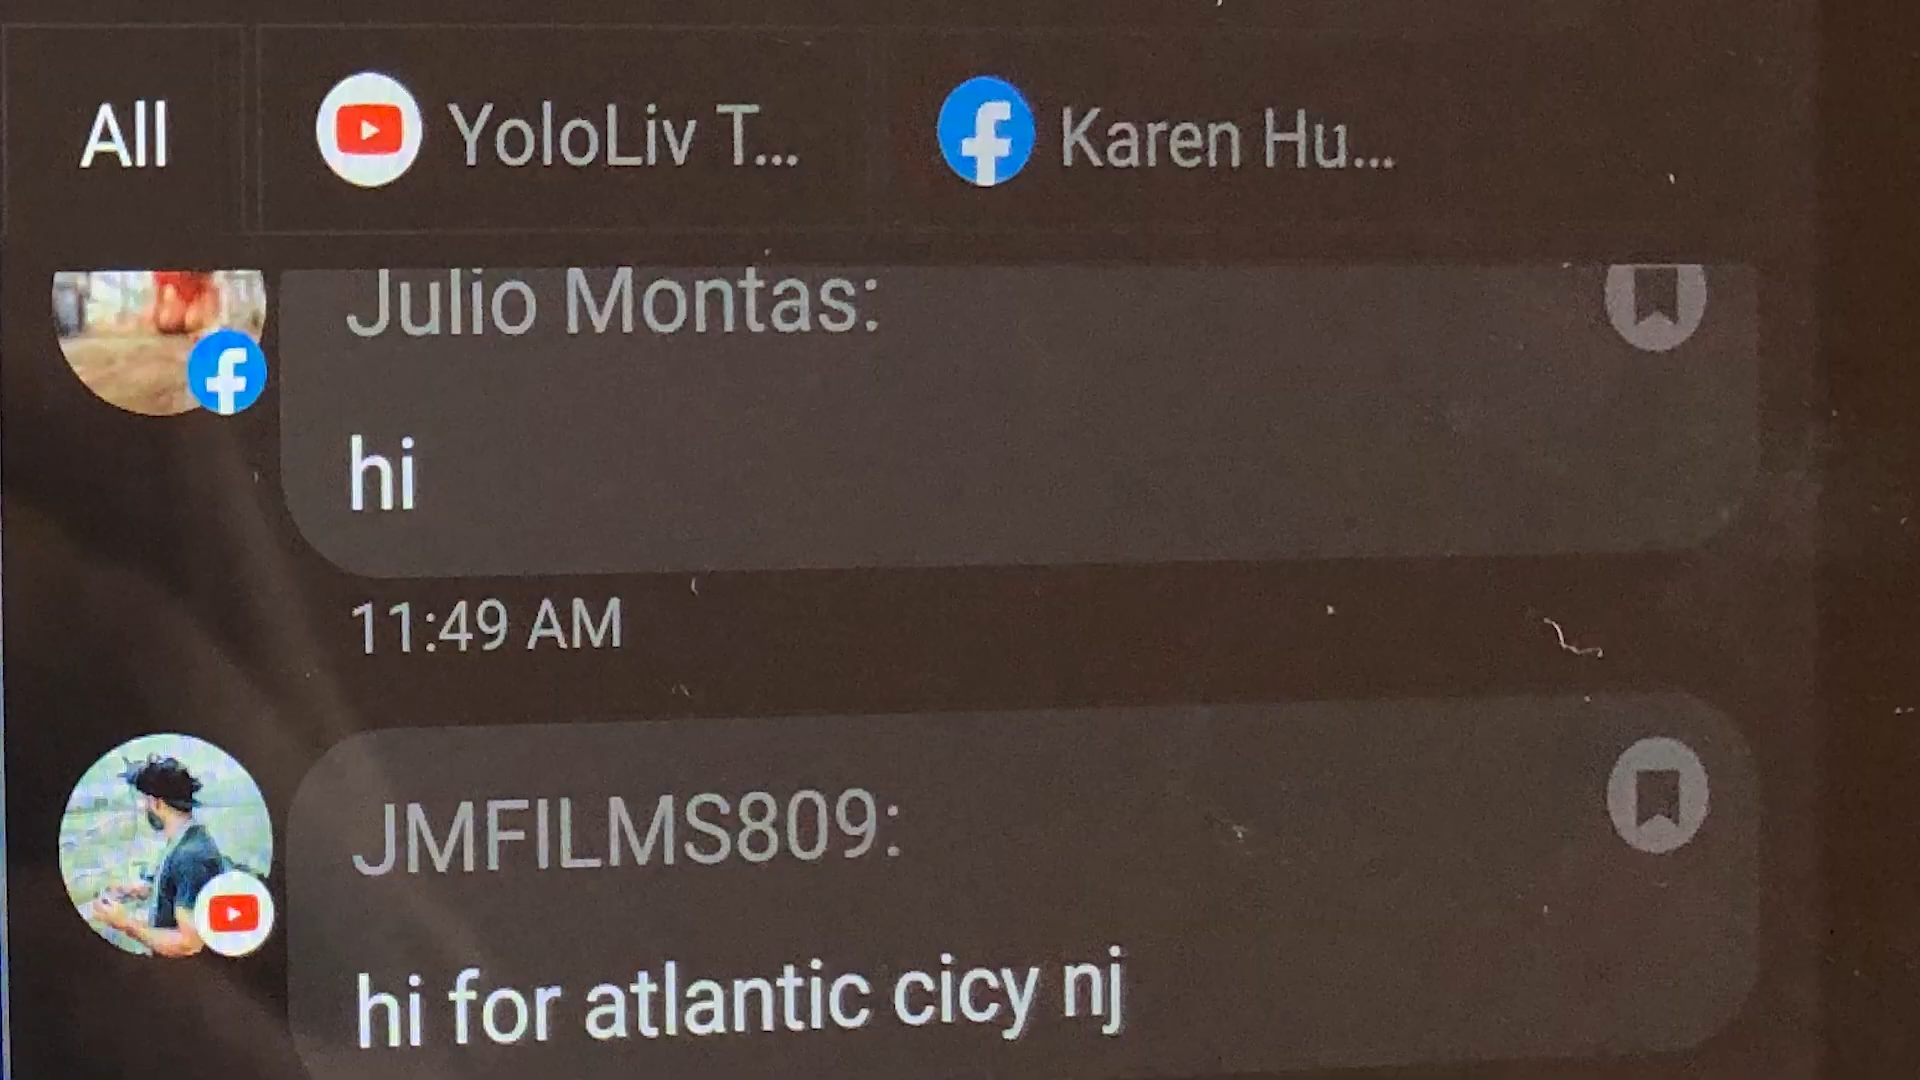 All YoloLiv T... Karen Hu...
Julio Montas:
hi
11:49 AM
JMFILMS809:
hi for atlantic cicy nj